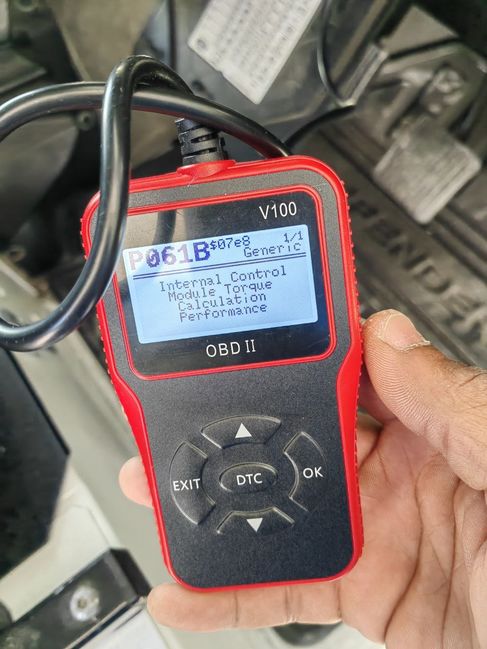 V100
P061B $07e8 1/1
Generic
Internal Control
Module Torque
Calculation
Performance
OBD II
▲
EXIT DTC OK
▼